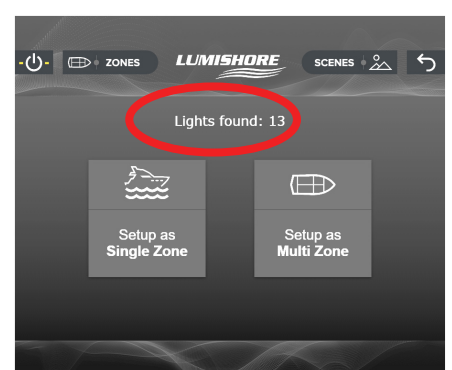 ZONES
LUMISHORE
SCENES
Lights found: 13
Setup as
Single Zone
Setup as
Multi Zone